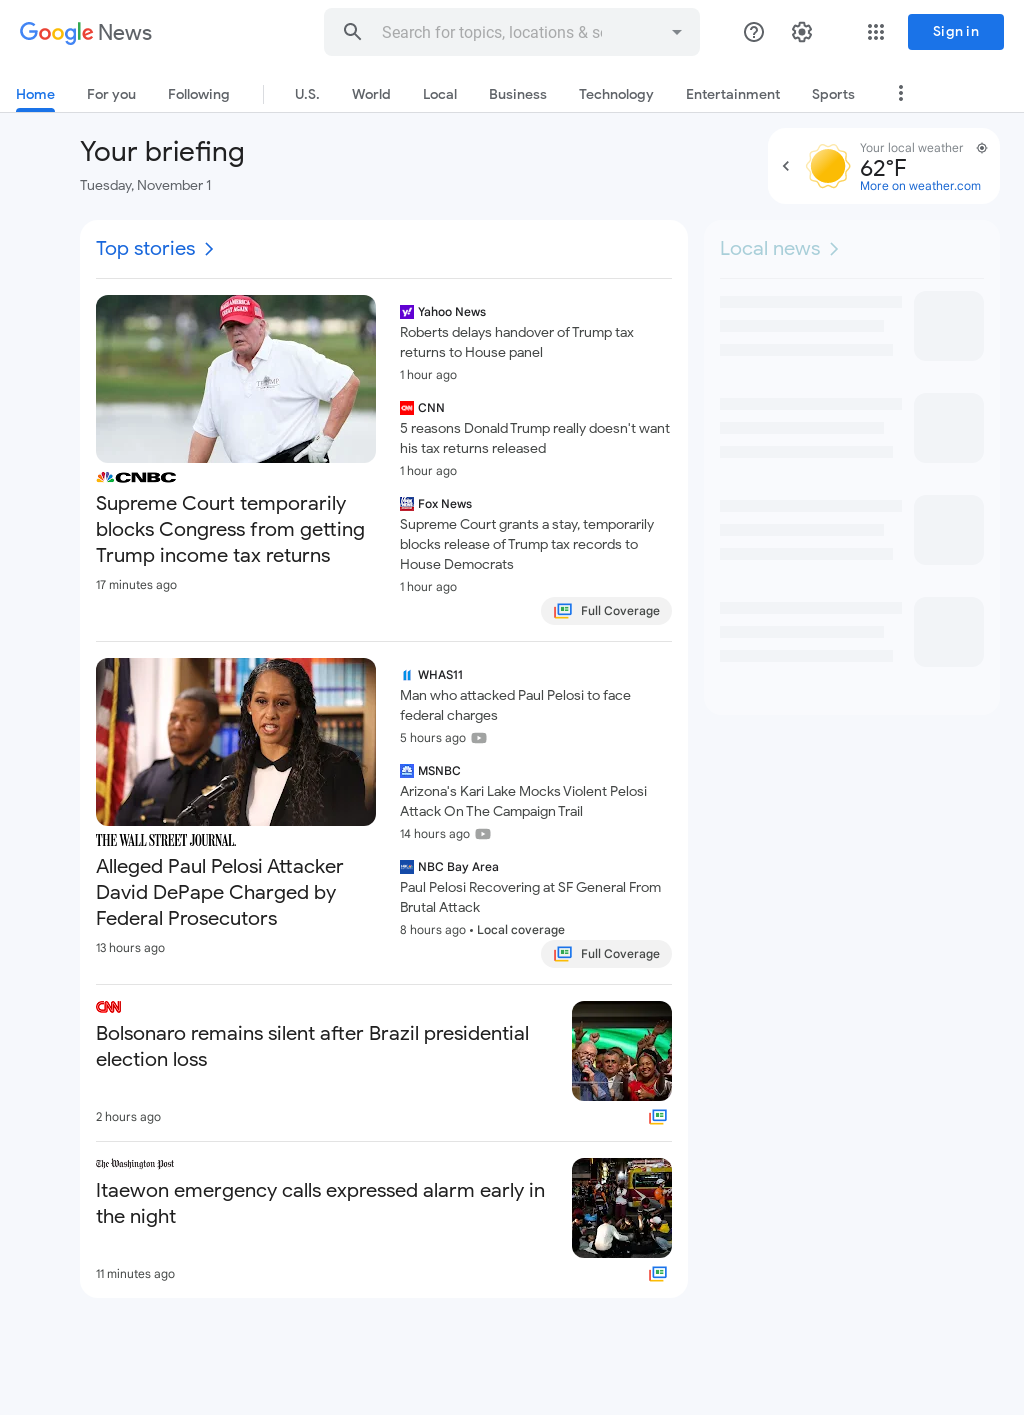 Google News
Search for topics, locations & so
Sign in
Home
For you
Following
U.S.
World
Local
Business
Technology
Entertainment
Sports
Your briefing
Tuesday, November 1
Your local weather
62°F
More on weather.com
Top stories
MAKE AMERICA
GREAT AGAIN
TRUMP
CNBC
Supreme Court temporarily
blocks Congress from getting
Trump income tax returns
17 minutes ago
Yahoo News
Roberts delays handover of Trump tax
returns to House panel
1 hour ago
CNN
5 reasons Donald Trump really doesn't want
his tax returns released
1 hour ago
Fox News
Supreme Court grants a stay, temporarily
blocks release of Trump tax records to
House Democrats
1 hour ago
Full Coverage
THE WALL STREET JOURNAL.
Alleged Paul Pelosi Attacker
David DePape Charged by
Federal Prosecutors
13 hours ago
WHAS11
Man who attacked Paul Pelosi to face
federal charges
5 hours ago
MSNBC
Arizona's Kari Lake Mocks Violent Pelosi
Attack On The Campaign Trail
14 hours ago
NBC Bay Area
Paul Pelosi Recovering at SF General From
Brutal Attack
8 hours ago • Local coverage
Full Coverage
CNN
Bolsonaro remains silent after Brazil presidential
election loss
2 hours ago
The Washington Post
Itaewon emergency calls expressed alarm early in
the night
11 minutes ago
Local news